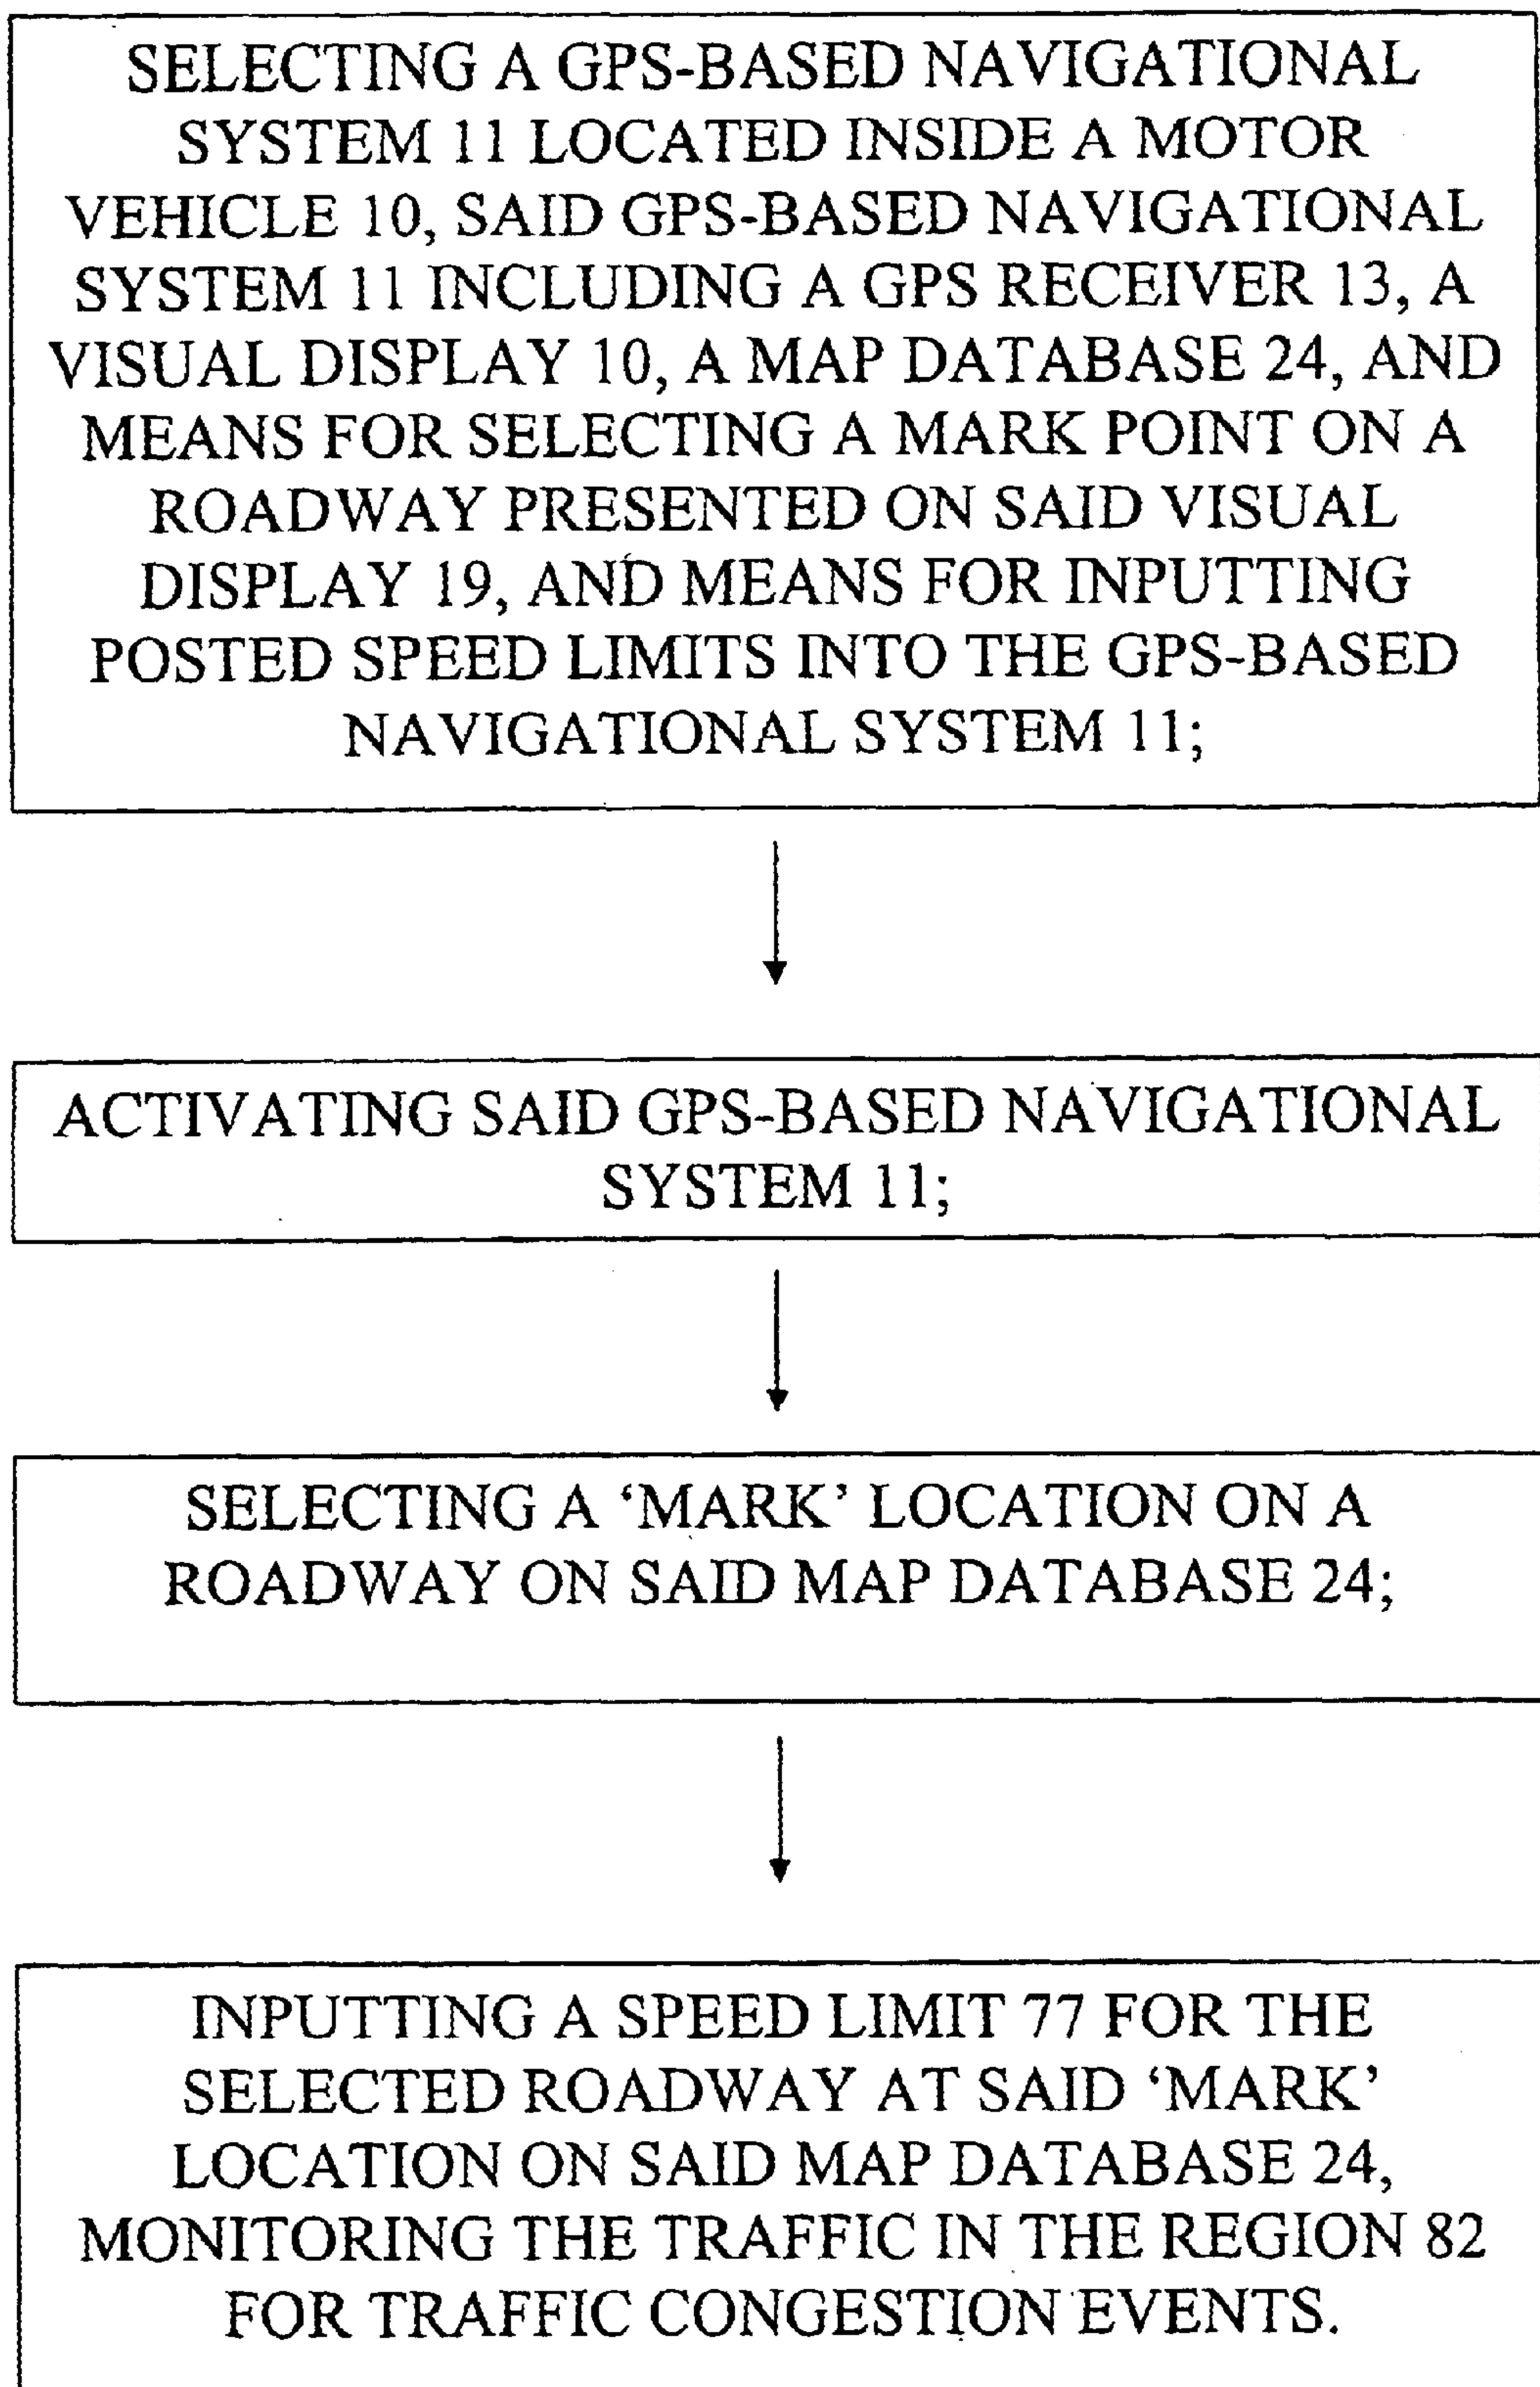 SELECTING A GPS-BASED NAVIGATIONAL
SYSTEM 11 LOCATED INSIDE A MOTOR
VEHICLE 10, SAID GPS-BASED NAVIGATIONAL
SYSTEM 11 INCLUDING A GPS RECEIVER 13, A
VISUAL DISPLAY 10, A MAP DATABASE 24, AND
MEANS FOR SELECTING A MARK POINT ON A
ROADWAY PRESENTED ON SAID VISUAL
DISPLAY 19, AND MEANS FOR INPUTTING
POSTED SPEED LIMITS INTO THE GPS-BASED
NAVIGATIONAL SYSTEM 11;
ACTIVATING SAID GPS-BASED NAVIGATIONAL
SYSTEM 11;
SELECTING A ‘MARK’ LOCATION ON A
ROADWAY ON SAID MAP DATABASE 24;
INPUTTING A SPEED LIMIT 77 FOR THE
SELECTED ROADWAY AT SAID ‘MARK’
LOCATION ON SAID MAP DATABASE 24,
MONITORING THE TRAFFIC IN THE REGION 82
FOR TRAFFIC CONGESTION EVENTS.